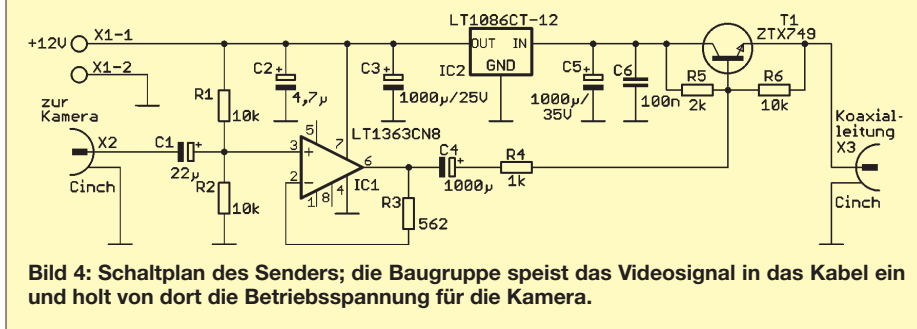 LT1086CT-12
T1
ZTX749
+12V
X1-1
OUT IN
GND
IC2
X1-2
C2
+
4,7µ
C3
+
1000µ/25V
C5
+
1000µ/
35V
C6
100n
R5
2k
R6
10k
zur
Kamera
X2
Cinch
R1
10k
C1
+
22µ
R2
10k
LT1363CN8
5
7
3
+
6
2
-
1
8
4
IC1
C4
+
1000µ
R3
562
R4
1k
Koaxial-
leitung
X3
Cinch
Bild 4: Schaltplan des Senders; die Baugruppe speist das Videosignal in das Kabel ein
und holt von dort die Betriebsspannung für die Kamera.